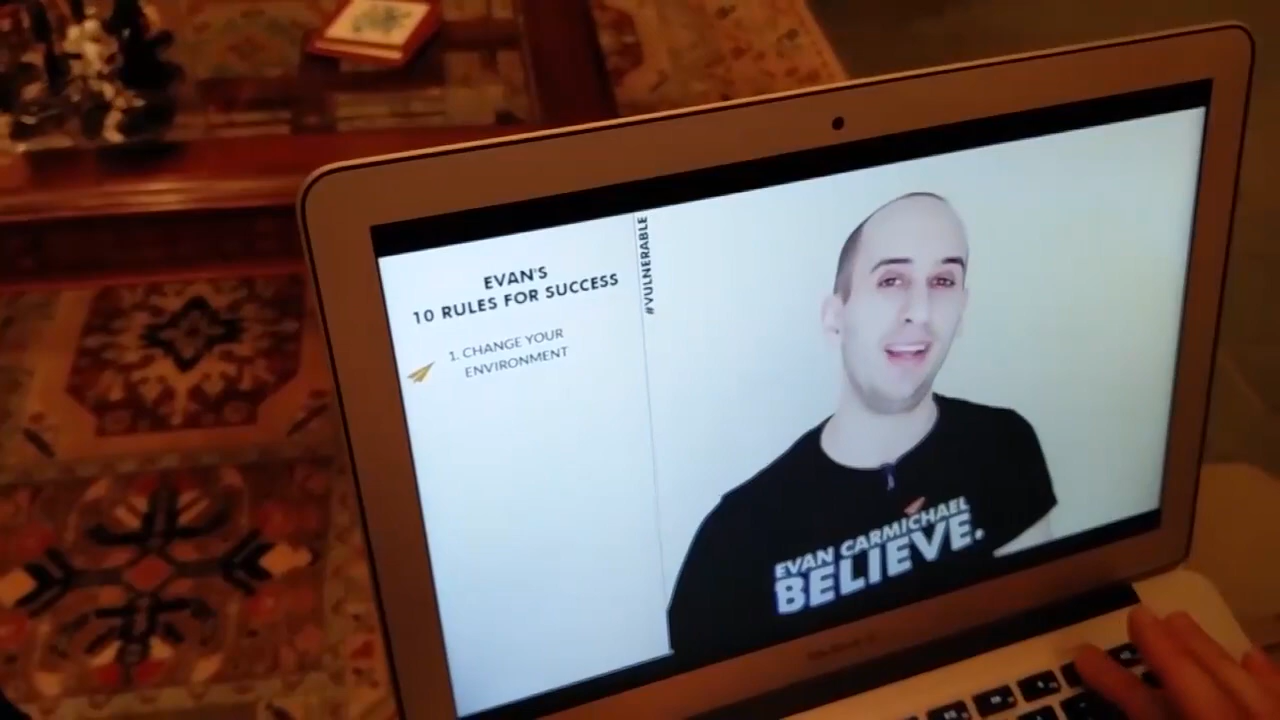 EVAN'S
10 RULES FOR SUCCESS
1. CHANGE YOUR
ENVIRONMENT
#VULNERABLE
EVAN CARMICHAEL
BELIEVE.